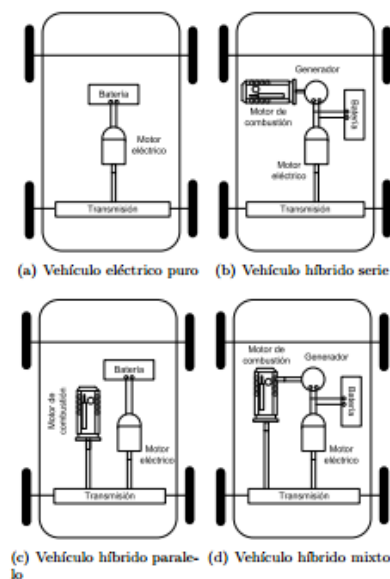 Batería
Motor
eléctrico
Transmisión
(a) Vehículo eléctrico puro
Generador
Motor de
combustión
Batería
Motor
eléctrico
Transmisión
(b) Vehículo híbrido serie
Motor de
combustión
Batería
Motor
eléctrico
Transmisión
(c) Vehículo híbrido parale-
lo
Motor de
combustión
Generador
Batería
Motor
eléctrico
Transmisión
(d) Vehículo híbrido mixto